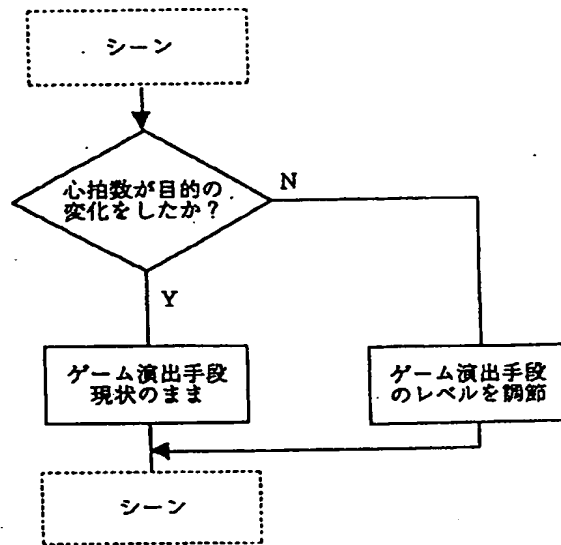 シーン
心拍数が目的の
変化をしたか?
N
Y
ゲーム演出手段
現状のまま
ゲーム演出手段
のレベルを調節
シーン